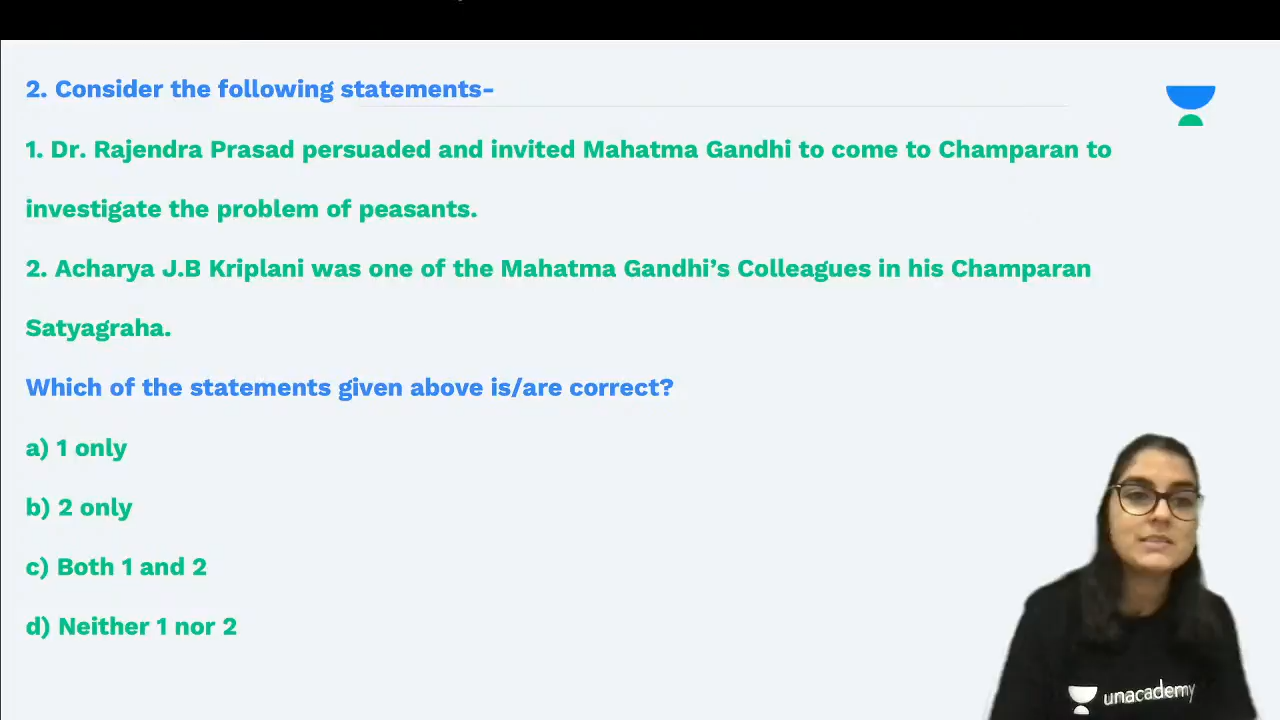 2. Consider the following statements-
1. Dr. Rajendra Prasad persuaded and invited Mahatma Gandhi to come to Champaran to
investigate the problem of peasants.
2. Acharya J.B Kriplani was one of the Mahatma Gandhi’s Colleagues in his Champaran
Satyagraha.
Which of the statements given above is/are correct?
a) 1 only
b) 2 only
c) Both 1 and 2
d) Neither 1 nor 2
unacademy